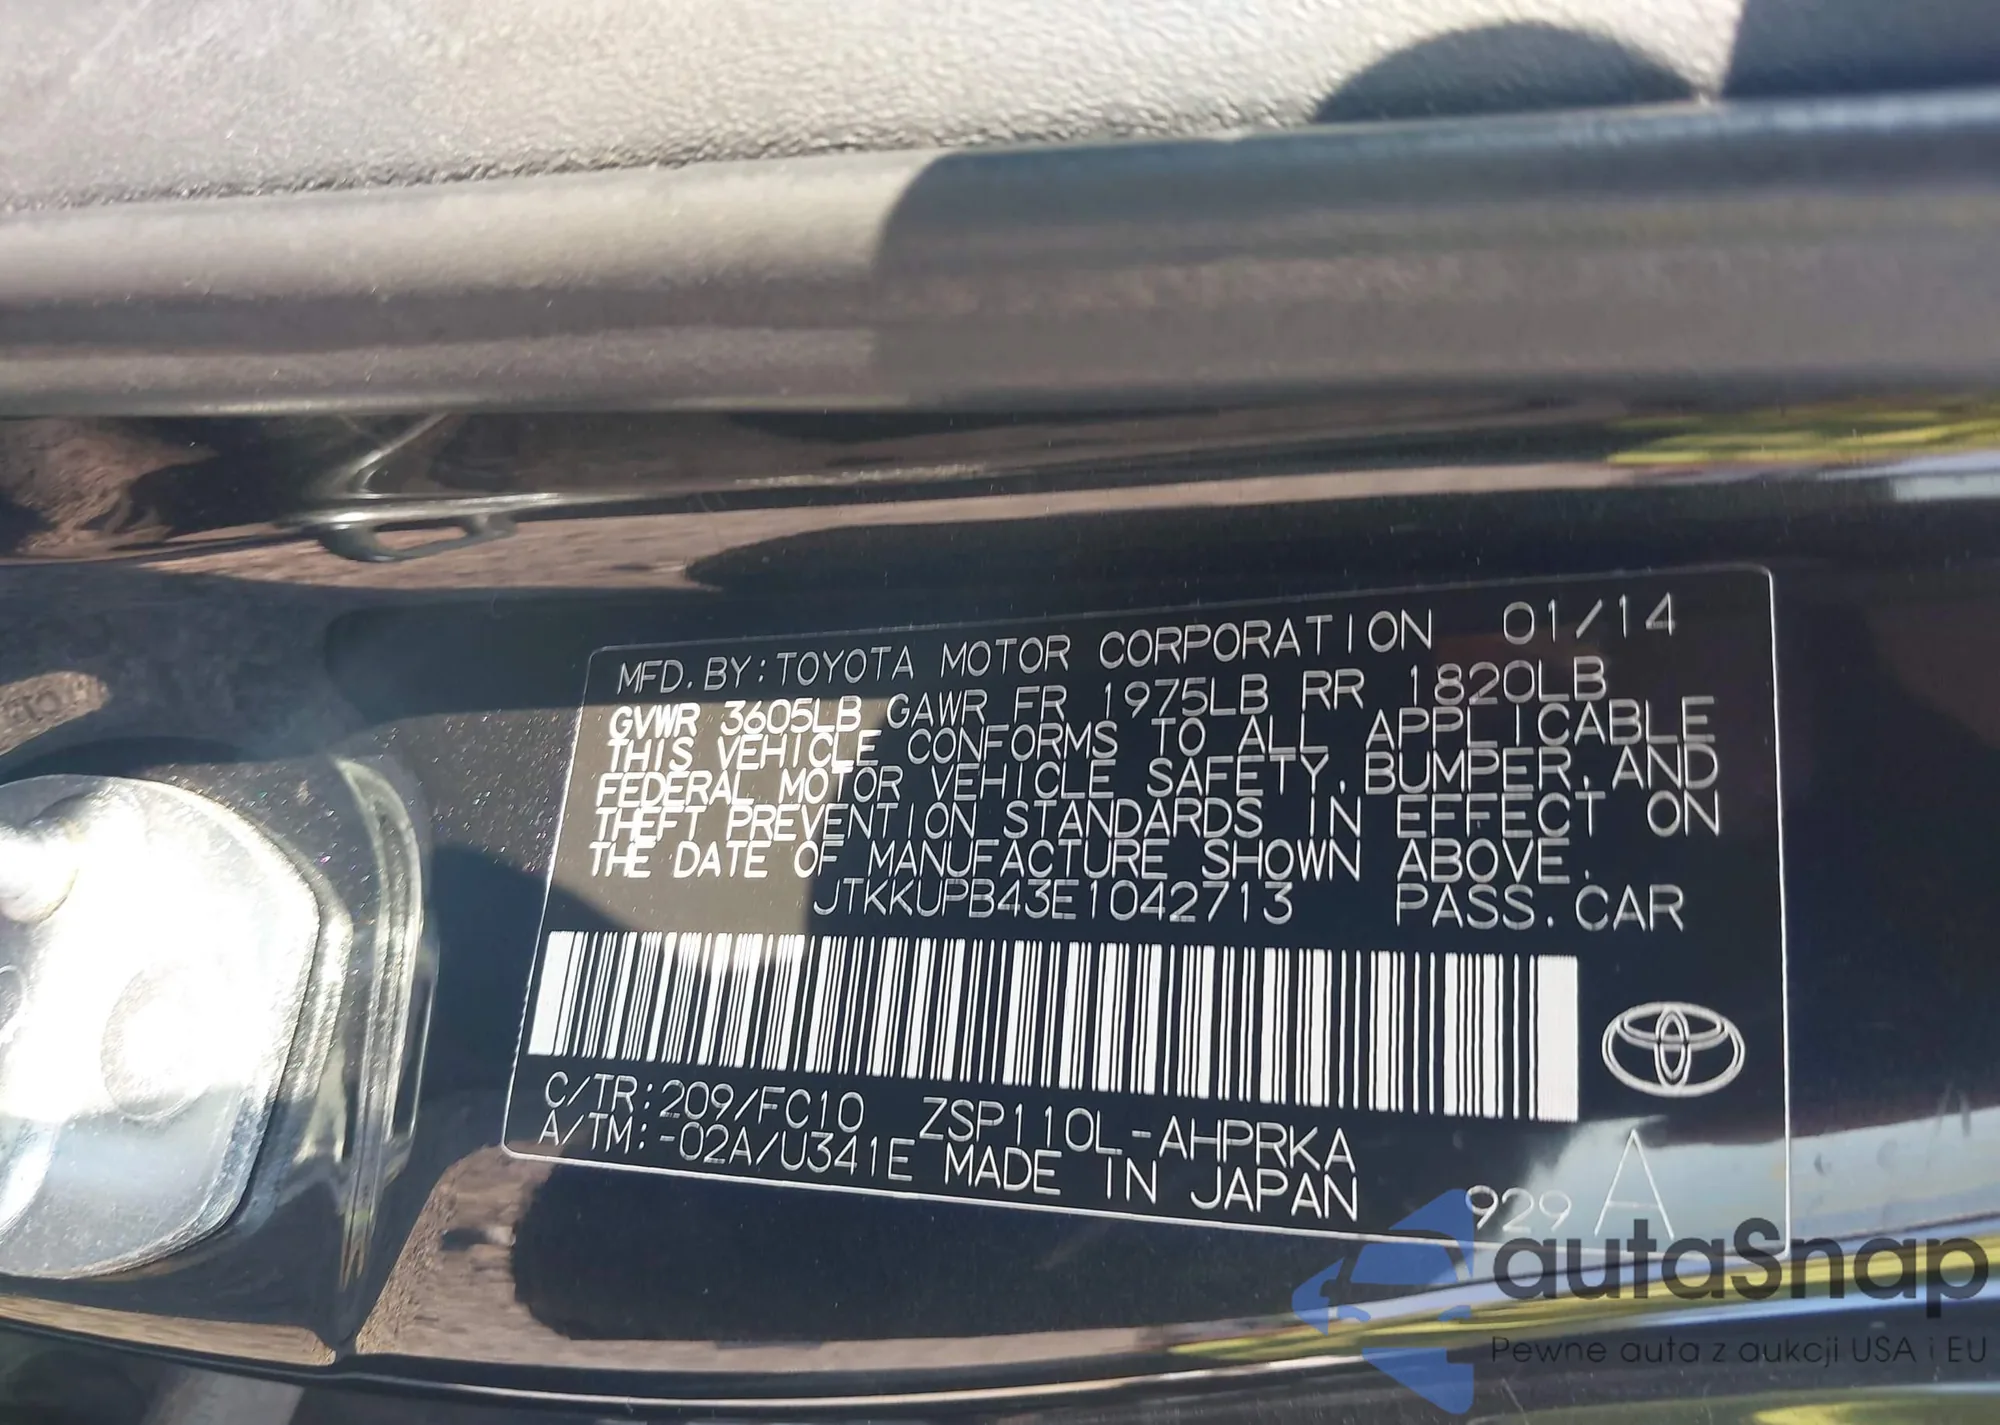 MFD. BY: TOYOTA MOTOR CORPORATION 01/14
GVWR 3605LB GAWR FR 1975LB RR 1820LB
THIS VEHICLE CONFORMS TO ALL APPLICABLE
FEDERAL MOTOR VEHICLE SAFETY, BUMPER, AND
THEFT PREVENTION STANDARDS IN EFFECT ON
THE DATE OF MANUFACTURE SHOWN ABOVE.
JTKKUPB43E1042713 PASS. CAR
C/TR: 209/FC10 ZSP110L-AHPRKA
A/TM: -02A/U341E MADE IN JAPAN 929 A
autaSnap
Pewne auta z aukcji USA i EU